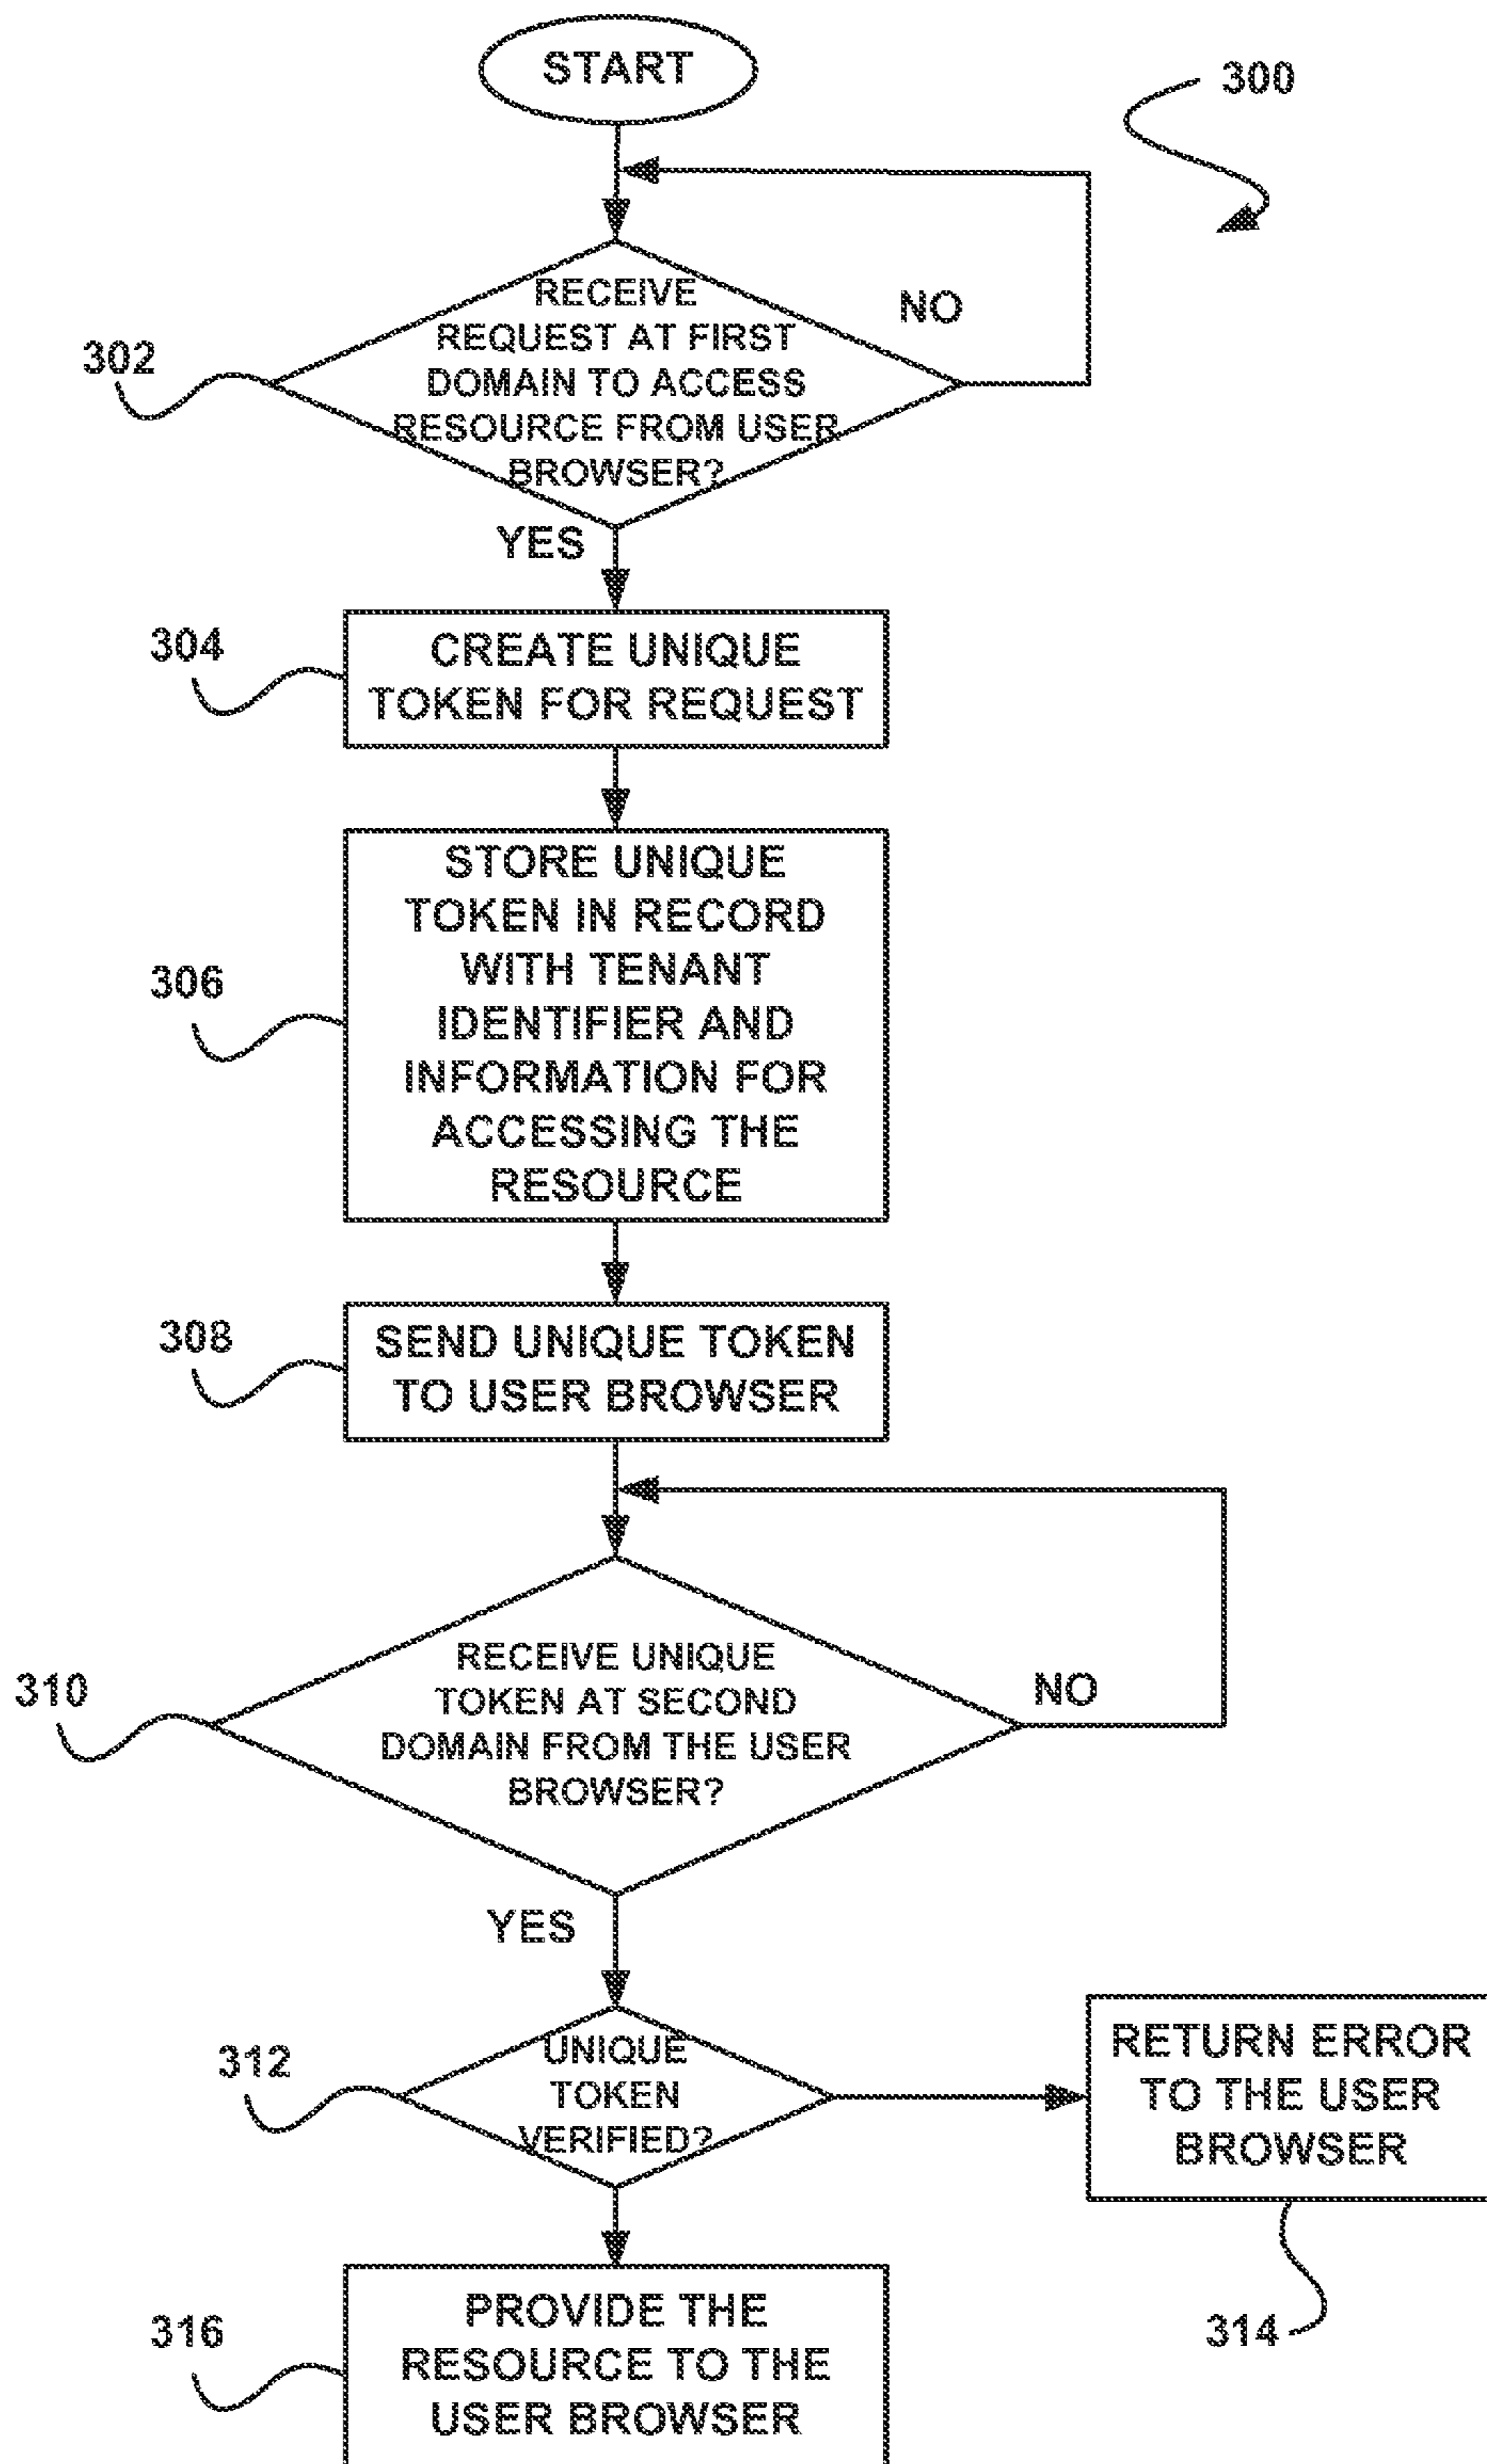 START
300
RECEIVE
REQUEST AT FIRST
DOMAIN TO ACCESS
RESOURCE FROM USER
BROWSER?
NO
302
YES
304
CREATE UNIQUE
TOKEN FOR REQUEST
306
STORE UNIQUE
TOKEN IN RECORD
WITH TENANT
IDENTIFIER AND
INFORMATION FOR
ACCESSING THE
RESOURCE
308
SEND UNIQUE TOKEN
TO USER BROWSER
310
RECEIVE UNIQUE
TOKEN AT SECOND
DOMAIN FROM THE USER
BROWSER?
NO
YES
312
UNIQUE
TOKEN
VERIFIED?
RETURN ERROR
TO THE USER
BROWSER
314
316
PROVIDE THE
RESOURCE TO THE
USER BROWSER